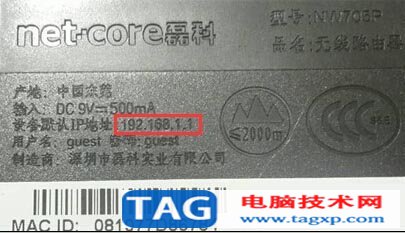 net-core磊科
型号: NW705P
品名: 无线路由器
产地: 中国东莞
输入: DC 9V 500mA
设备默认IP地址: 192.168.1.1
用户名: guest 密码: guest
制造商: 深圳市磊科实业有限公司
≤2000m
CCC
S&E
MAC ID:
TAG 电脑技术网
www.tagxp.com